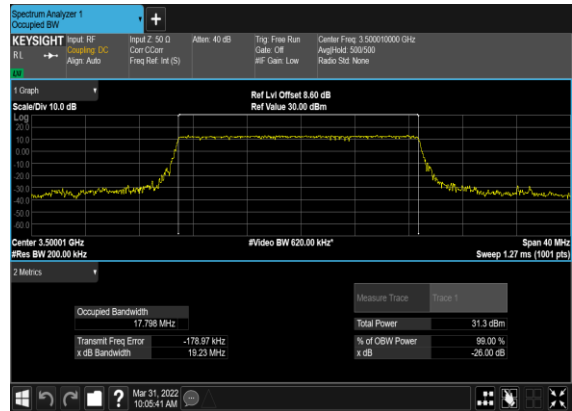 Spectrum Analyzer 1
Occupied BW
+
KEYSIGHT Input: RF Input Z: 50 Ω Atten: 40 dB Trig: Free Run Center Freq: 3.500010000 GHz
RL Coupling: DC Corr CCorr Gate: Off Avg|Hold: 500/500
Align: Auto Freq Ref: Int (S) #IF Gain: Low Radio Std: None
1 Graph
Ref Lvl Offset 8.60 dB
Scale/Div 10.0 dB Ref Value 30.00 dBm
Log
20.0
10.0
0.00
-10.0
-20.0
-30.0
-40.0
-50.0
-60.0
Center 3.50001 GHz #Video BW 620.00 kHz* Span 40 MHz
#Res BW 200.00 kHz Sweep 1.27 ms (1001 pts)
2 Metrics
Measure Trace Trace 1
Occupied Bandwidth
17.798 MHz Total Power 31.3 dBm
Transmit Freq Error -178.97 kHz % of OBW Power 99.00 %
x dB Bandwidth 19.23 MHz x dB -26.00 dB
? Mar 31, 2022
10:05:41 AM